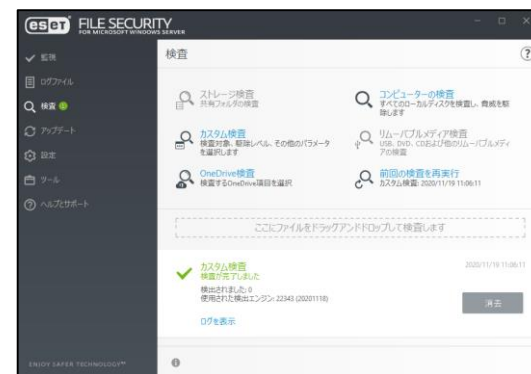 eset FILE SECURITY
FOR MICROSOFT WINDOWS SERVER
監視
ログファイル
検査
アップデート
設定
ツール
ヘルプとサポート
ENJOY SAFER TECHNOLOGY™
検査
?
ストレージ検査
共有フォルダの検査
コンピューターの検査
すべてのローカルディスクを検査し、脅威を駆
除します
カスタム検査
検査対象、駆除レベル、その他のパラメータ
を選択します
リムーバブルメディア検査
USB、DVD、CDおよび他のリムーバブルメディ
アの検査
OneDrive検査
検査するOneDrive項目を選択
前回の検査を再実行
カスタム検査: 2020/11/19 11:06:11
ここにファイルをドラッグアンドドロップして検査します
カスタム検査
2020/11/19 11:06:11
検査が完了しました
検出されました: 0
使用された検出エンジン: 22343 (20201118)
消去
ログを表示